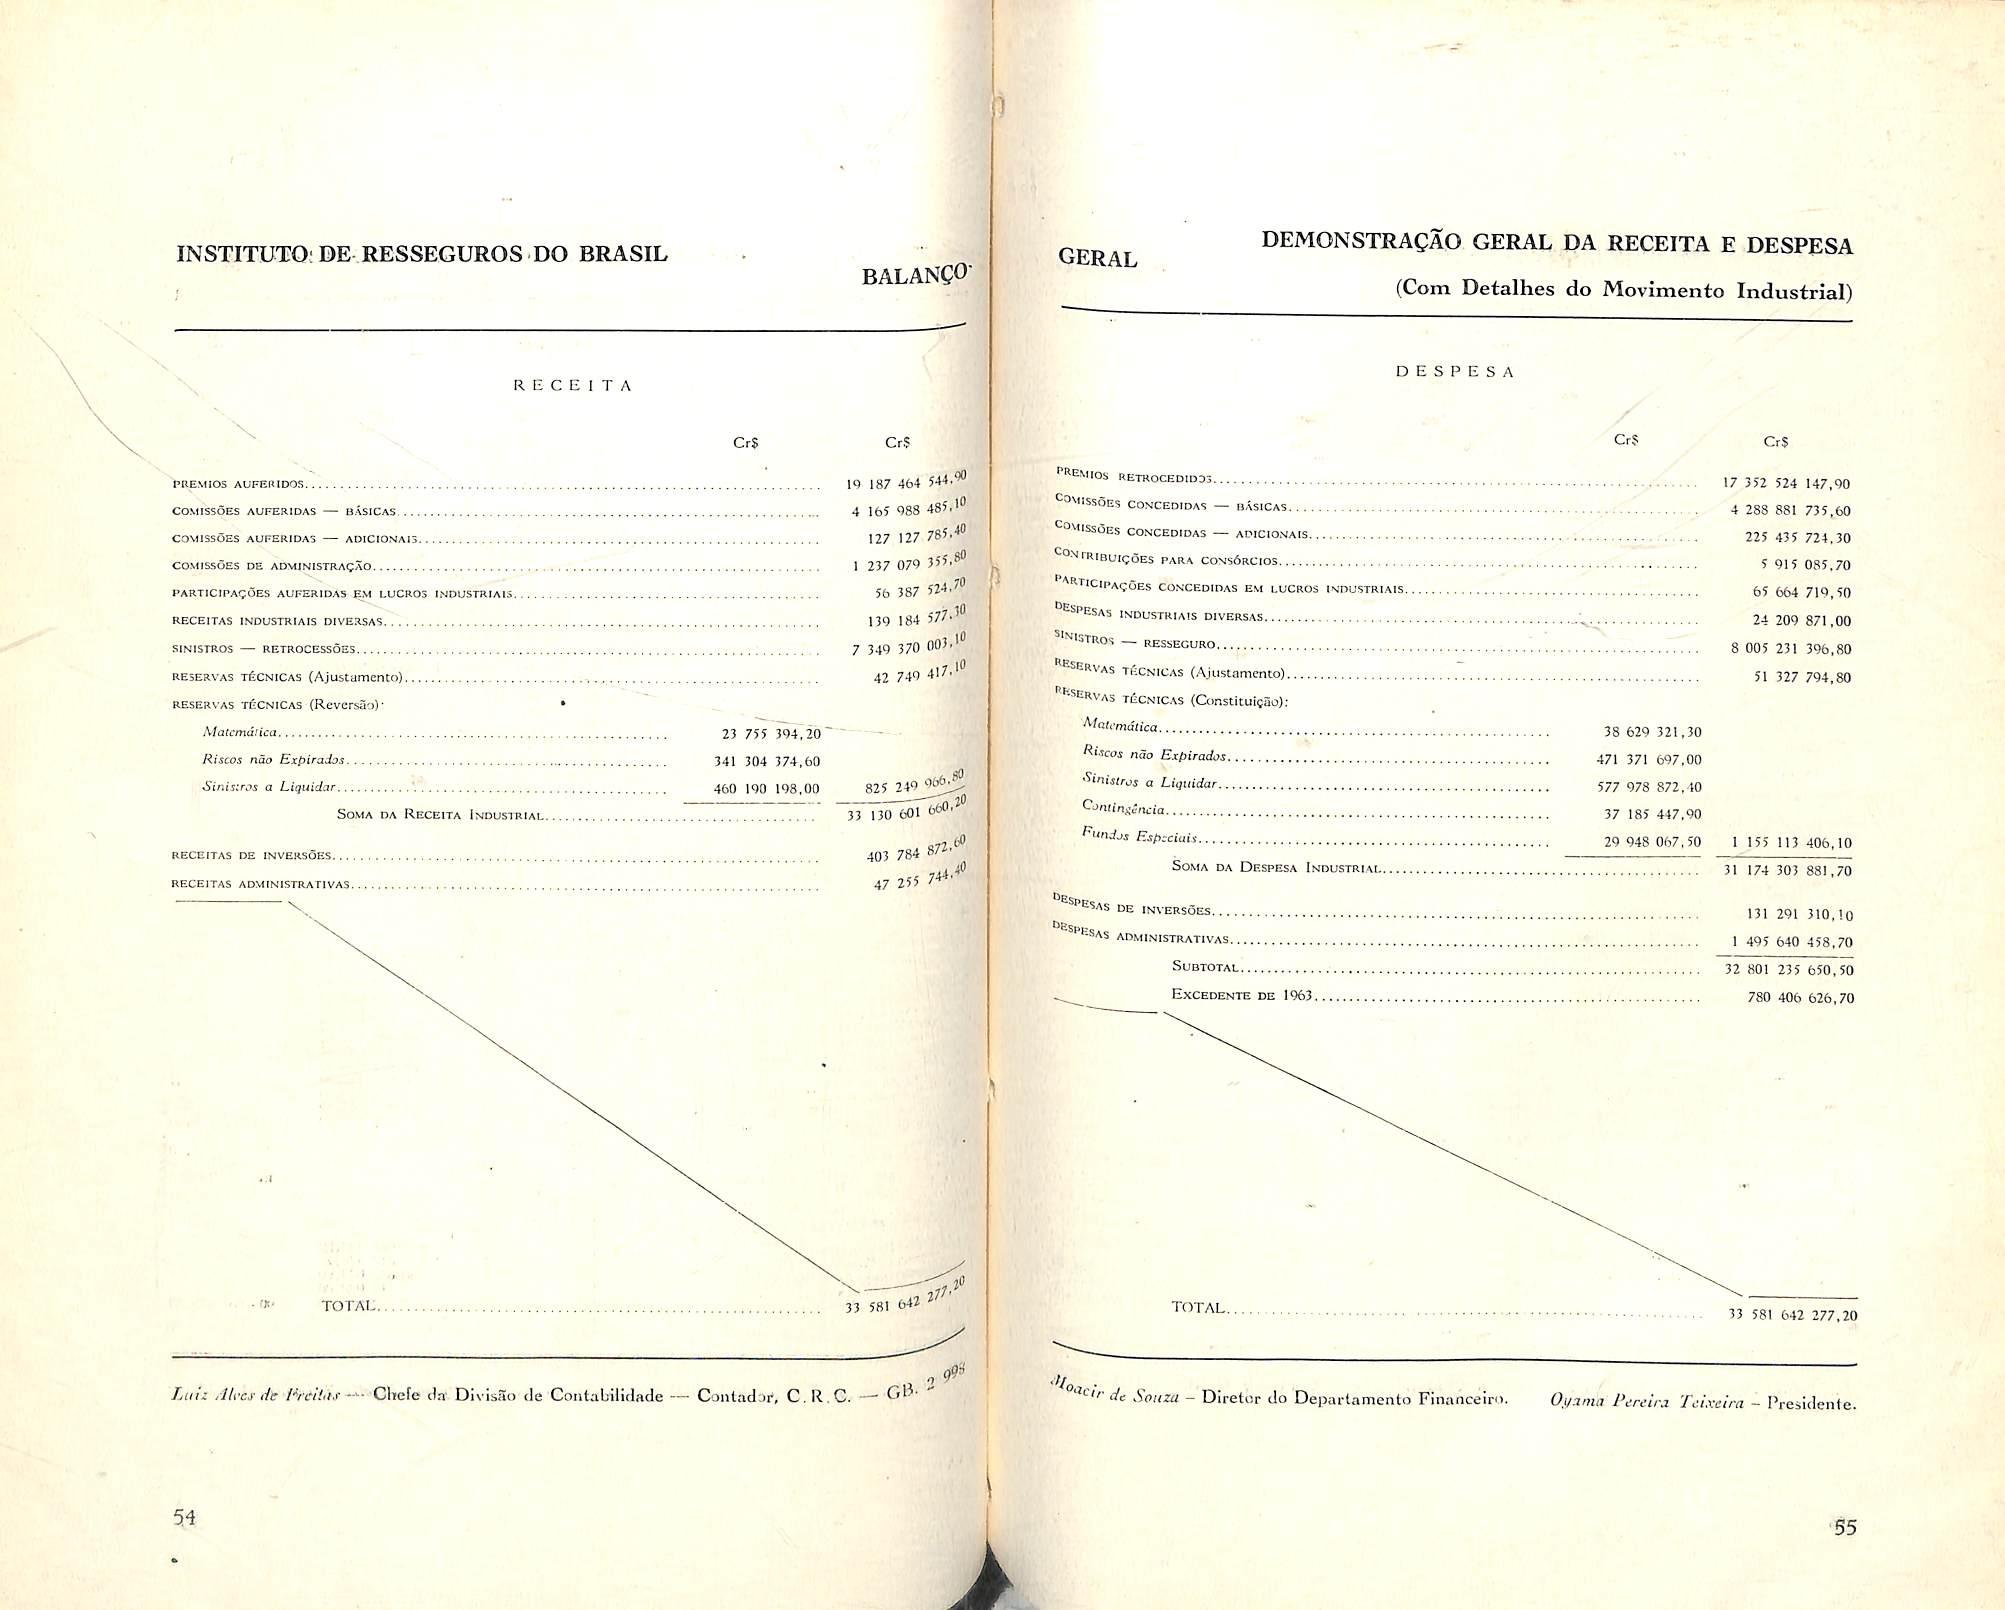 INSTITUTO DE RESSEGUROS DO BRASIL
BALANÇO
RECEITA
Cr$ Cr$
PREMIOS AUFERIDOS 19 187 464 544,90
COMISSÕES AUFERIDAS — BÁSICAS 4 165 988 485,10
COMISSÕES AUFERIDAS — ADICIONAIS 127 127 785,40
COMISSÕES DE ADMINISTRAÇÃO 1 237 079 355,80
PARTICIPAÇÕES AUFERIDAS EM LUCROS INDUSTRIAIS 56 387 524,70
RECEITAS INDUSTRIAIS DIVERSAS 139 184 577,30
SINISTROS — RETROCESSÕES 7 349 370 003,10
RESERVAS TÉCNICAS (Ajustamento) 42 749 417,10
RESERVAS TÉCNICAS (Reversão)
Matemática 23 755 394,20
Riscos não Expirados 341 304 374,60
Sinistros a Liquidar 460 190 198,00 825 249 966,80
SOMA DA RECEITA INDUSTRIAL 33 130 601 660,20
RECEITAS DE INVERSÕES 403 784 872,60
RECEITAS ADMINISTRATIVAS 47 255 744,40
TOTAL 33 581 642 277,20
Luiz Alves de Freitas — Chefe da Divisão de Contabilidade — Contador, C.R.C. — GB. 2 998
54
GERAL
DEMONSTRAÇÃO GERAL DA RECEITA E DESPESA
(Com Detalhes do Movimento Industrial)
DESPESA
Cr$ Cr$
PREMIOS RETROCEDIDOS 17 352 524 147,90
COMISSÕES CONCEDIDAS — BÁSICAS 4 288 881 735,60
COMISSÕES CONCEDIDAS — ADICIONAIS 225 435 724,30
CONTRIBUIÇÕES PARA CONSÓRCIOS 5 915 085,70
PARTICIPAÇÕES CONCEDIDAS EM LUCROS INDUSTRIAIS 65 664 719,50
DESPESAS INDUSTRIAIS DIVERSAS 24 209 871,00
SINISTROS — RESSEGURO 8 005 231 396,80
RESERVAS TÉCNICAS (Ajustamento) 51 327 794,80
RESERVAS TÉCNICAS (Constituição):
Matemática 38 629 321,30
Riscos não Expirados 471 371 697,00
Sinistros a Liquidar 577 978 872,40
Contingência 37 185 447,90
Fundos Especiais 29 948 067,50 1 155 113 406,10
SOMA DA DESPESA INDUSTRIAL 31 174 303 881,70
DESPESAS DE INVERSÕES 131 291 310,10
DESPESAS ADMINISTRATIVAS 1 495 640 458,70
SUBTOTAL 32 801 235 650,50
EXCEDENTE DE 1963 780 406 626,70
TOTAL 33 581 642 277,20
Moacir de Souza – Diretor do Departamento Financeiro. Oyama Pereira Teixeira – Presidente.
55